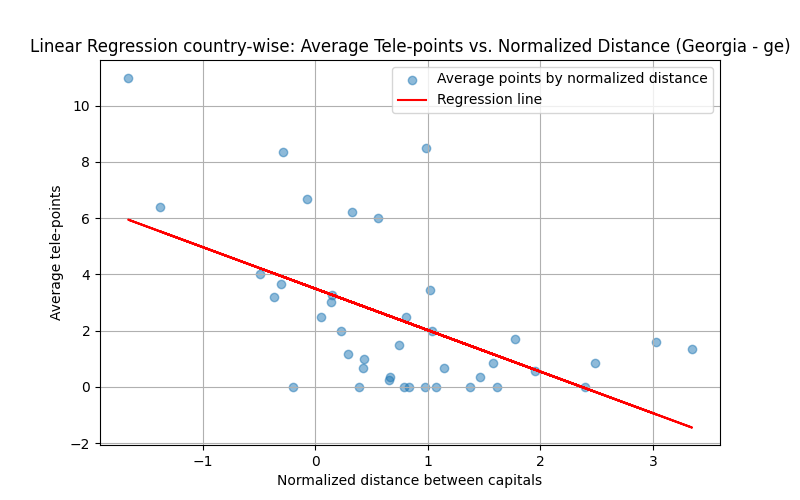 Linear Regression country-wise: Average Tele-points vs. Normalized Distance (Georgia - ge)
Average points by normalized distance
Regression line
Average tele-points
10
8
6
4
2
0
−2
−1
0
1
2
3
Normalized distance between capitals